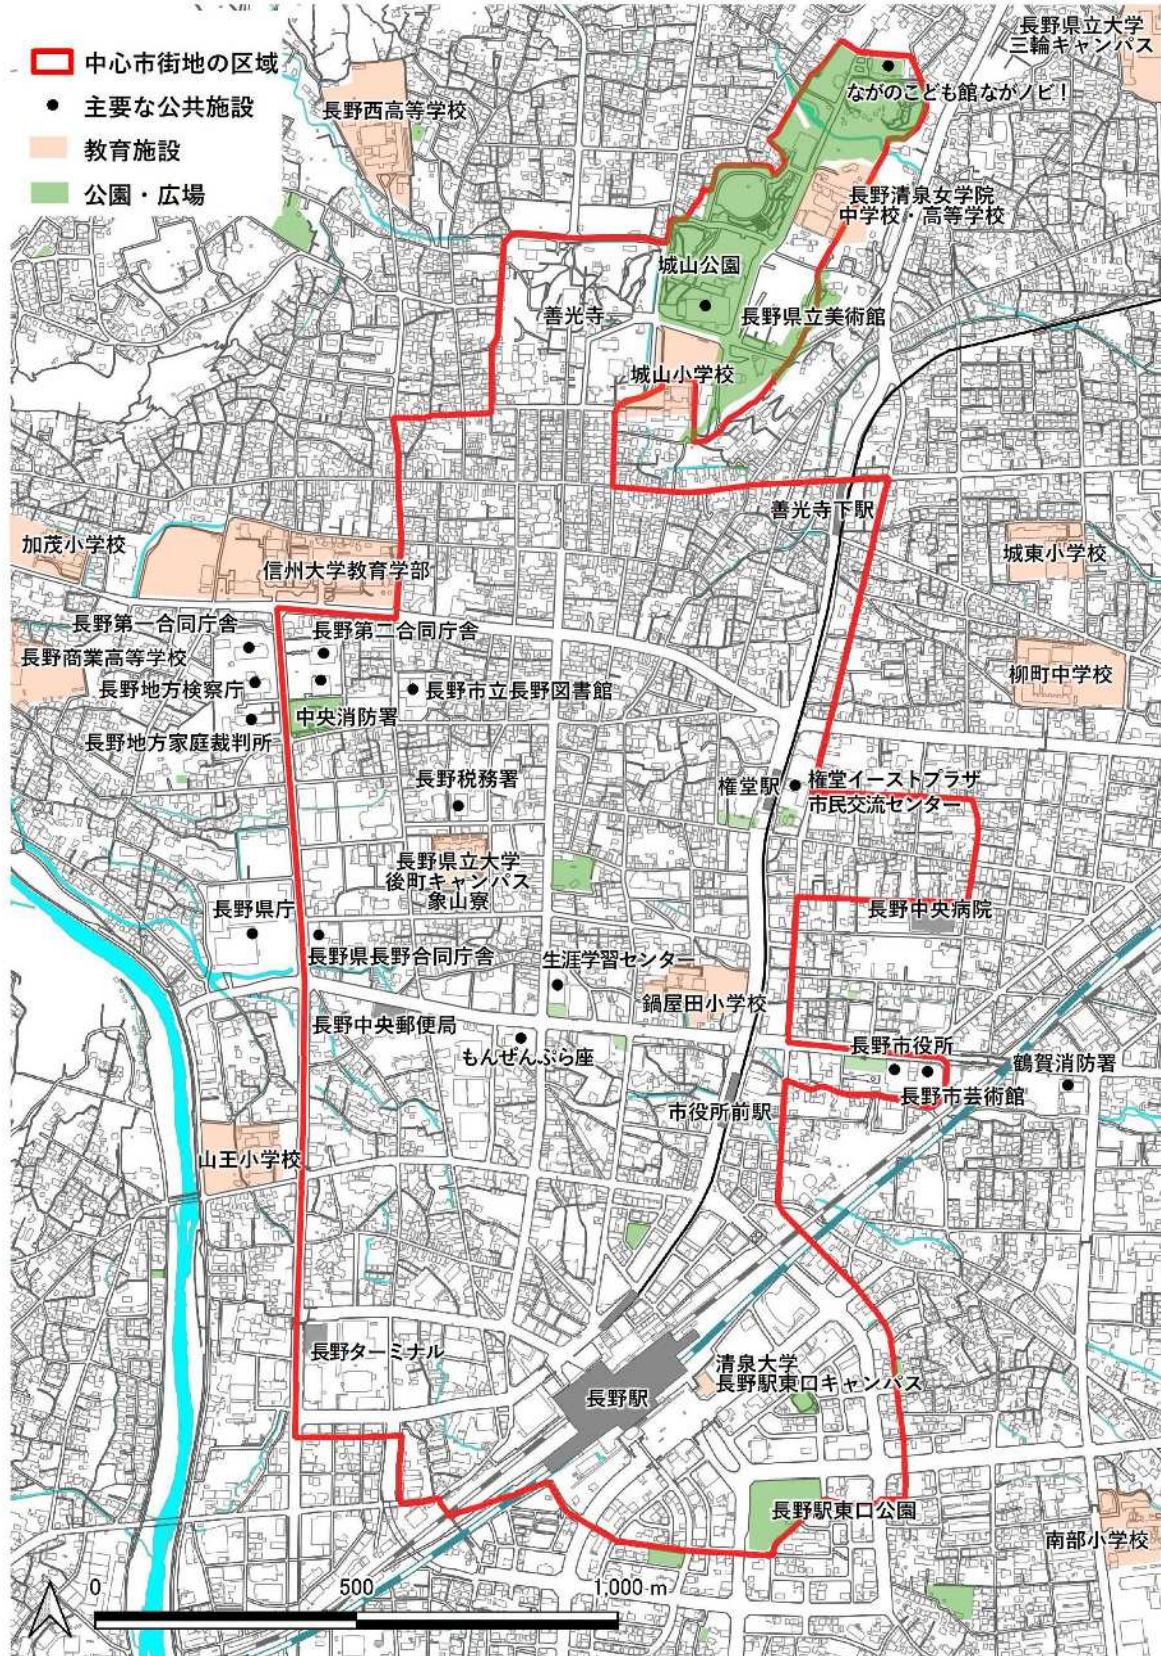 中心市街地の区域
主要な公共施設
教育施設
公園・広場
長野県立大学
三輪キャンパス
ながのこども館ながノビ！
長野西高等学校
長野清泉女学院
中学校・高等学校
城山公園
善光寺
長野県立美術館
城山小学校
善光寺下駅
加茂小学校
信州大学教育学部
城東小学校
長野第一合同庁舎
長野第二合同庁舎
長野商業高等学校
柳町中学校
長野地方検察庁
長野市立長野図書館
中央消防署
長野地方家庭裁判所
長野税務署
権堂駅
権堂イーストプラザ
市民交流センター
長野県立大学
後町キャンパス
象山寮
長野県庁
長野中央病院
長野県長野合同庁舎
生涯学習センター
鍋屋田小学校
長野中央郵便局
もんぜんぷら座
長野市役所
鶴賀消防署
長野市芸術館
市役所前駅
山王小学校
長野ターミナル
長野駅
清泉大学
長野駅東口キャンパス
長野駅東口公園
南部小学校
0 500 1,000 m